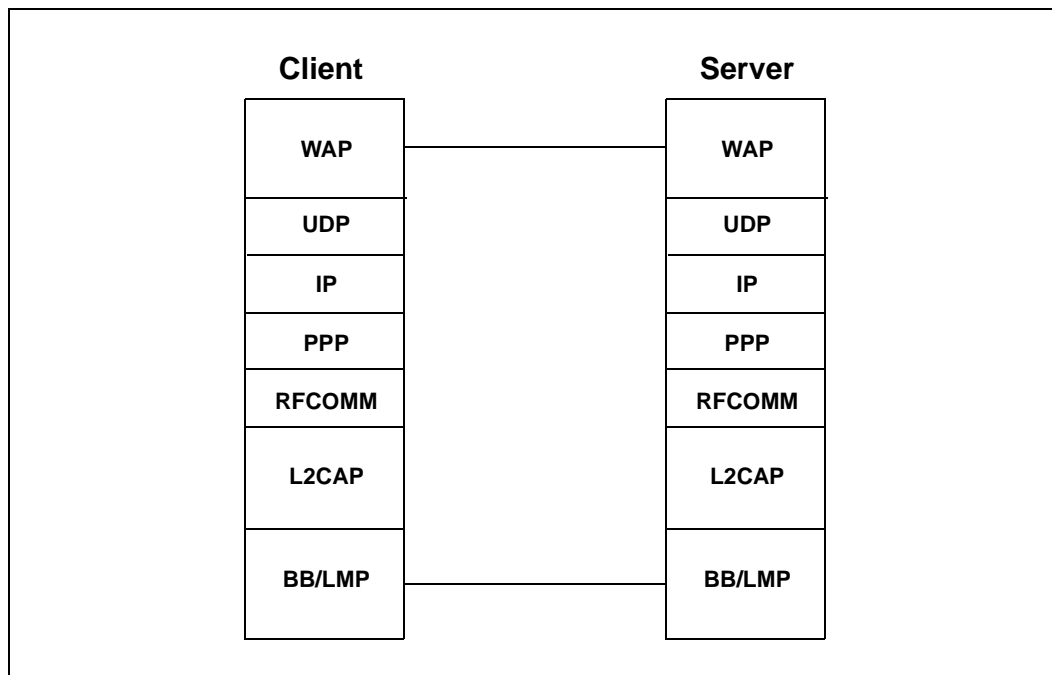 Client
Server
WAP
WAP
UDP
UDP
IP
IP
PPP
PPP
RFCOMM
RFCOMM
L2CAP
L2CAP
BB/LMP
BB/LMP